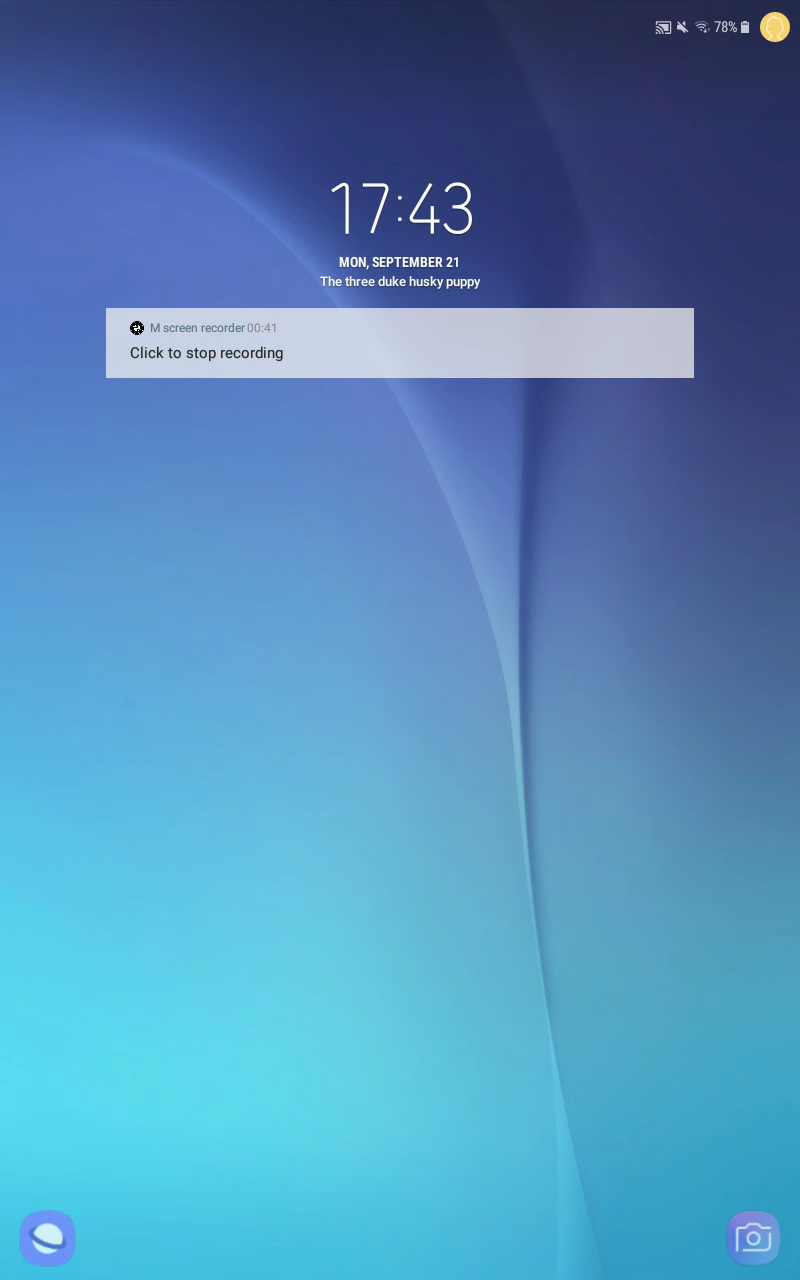 78%
17:43
MON, SEPTEMBER 21
The three duke husky puppy
M screen recorder 00:41
Click to stop recording